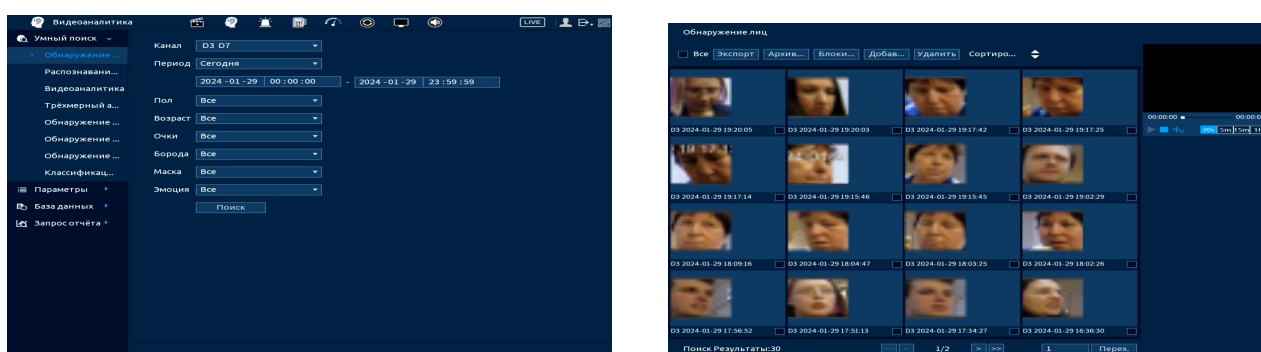 Видеоаналитика
LIVE
Умный поиск
Обнаружение ...
Распознавани...
Видеоаналитика
Трёхмерный а...
Обнаружение ...
Обнаружение ...
Обнаружение ...
Классификац...
Параметры
База данных
Запрос отчёта
Канал D3 D7
Период Сегодня
2024 -01 -29 00 : 00 : 00 - 2024 -01 -29 23 : 59 : 59
Пол Все
Возраст Все
Очки Все
Борода Все
Маска Все
Эмоция Все
Поиск
Обнаружение лиц
Все Экспорт Архив... Блоки... Добав... Удалить Сортиро...
D3 2024-01-29 19:20:05 D3 2024-01-29 19:20:03 D3 2024-01-29 19:17:42 D3 2024-01-29 19:17:25
D3 2024-01-29 19:17:14 D3 2024-01-29 19:15:46 D3 2024-01-29 19:15:45 D3 2024-01-29 19:02:29
D3 2024-01-29 18:09:16 D3 2024-01-29 18:04:47 D3 2024-01-29 18:03:25 D3 2024-01-29 18:02:26
D3 2024-01-29 17:56:52 D3 2024-01-29 17:51:13 D3 2024-01-29 17:34:27 D3 2024-01-29 16:36:30
Поиск Результаты:30 1/2 > >> 1 Перех.
00:00:00 00:00:0
20s 5m 15m 1h